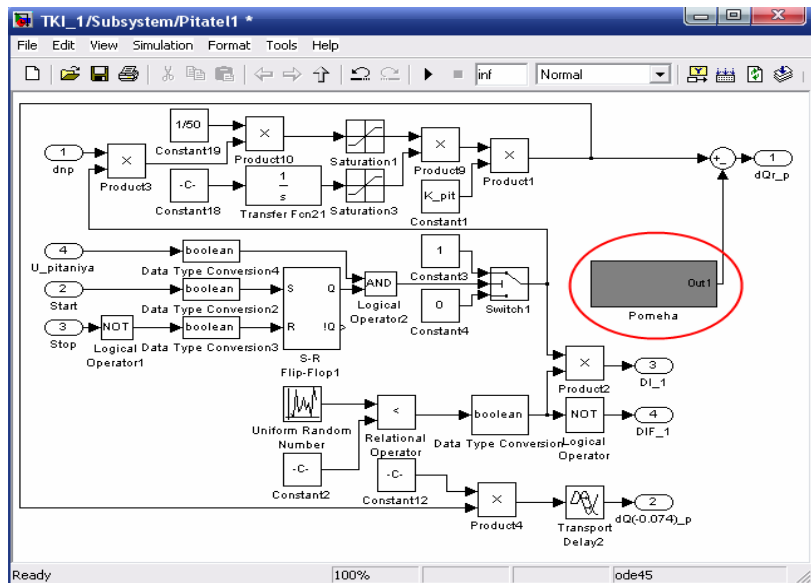 TKI_1/Subsystem/Pitatel1 *
File Edit View Simulation Format Tools Help
inf Normal
1/50
Constant19
×
Product10
Saturation1
×
Product9
×
Product1
1
dnp
×
Product3
-C-
Constant18
1
s
Transfer Fcn21
Saturation3
K_pit
Constant1
+_
1
dQr_p
4
U_pitaniya
boolean
Data Type Conversion4
2
Start
boolean
Data Type Conversion2
3
Stop
NOT
Logical
Operator1
boolean
Data Type Conversion3
S Q
R !Q
S-R
Flip-Flop1
AND
Logical
Operator2
1
Constant3
0
Constant4
Switch1
Out1
Pomeha
×
Product2
3
DI_1
Uniform Random
Number
<
Relational
Operator
boolean
Data Type Conversion
NOT
Logical
Operator
4
DIF_1
-C-
Constant2
-C-
Constant12
×
Product4
Transport
Delay2
2
dQ(-0.074)_p
Ready 100% ode45